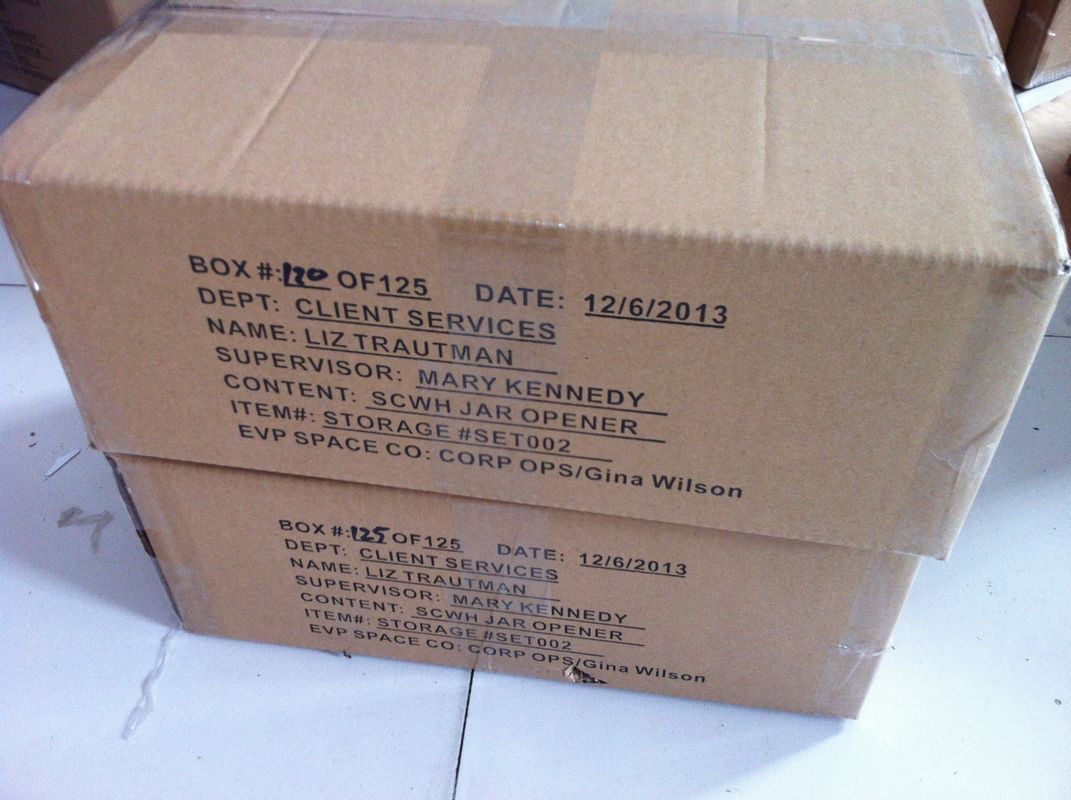 BOX #: 120 OF 125 DATE: 12/6/2013
DEPT: CLIENT SERVICES
NAME: LIZ TRAUTMAN
SUPERVISOR: MARY KENNEDY
CONTENT: SCWH JAR OPENER
ITEM#: STORAGE #SET002
EVP SPACE CO: CORP OPS/Gina Wilson
BOX #: 125 OF 125 DATE: 12/6/2013
DEPT: CLIENT SERVICES
NAME: LIZ TRAUTMAN
SUPERVISOR: MARY KENNEDY
CONTENT: SCWH JAR OPENER
ITEM#: STORAGE #SET002
EVP SPACE CO: CORP OPS/Gina Wilson